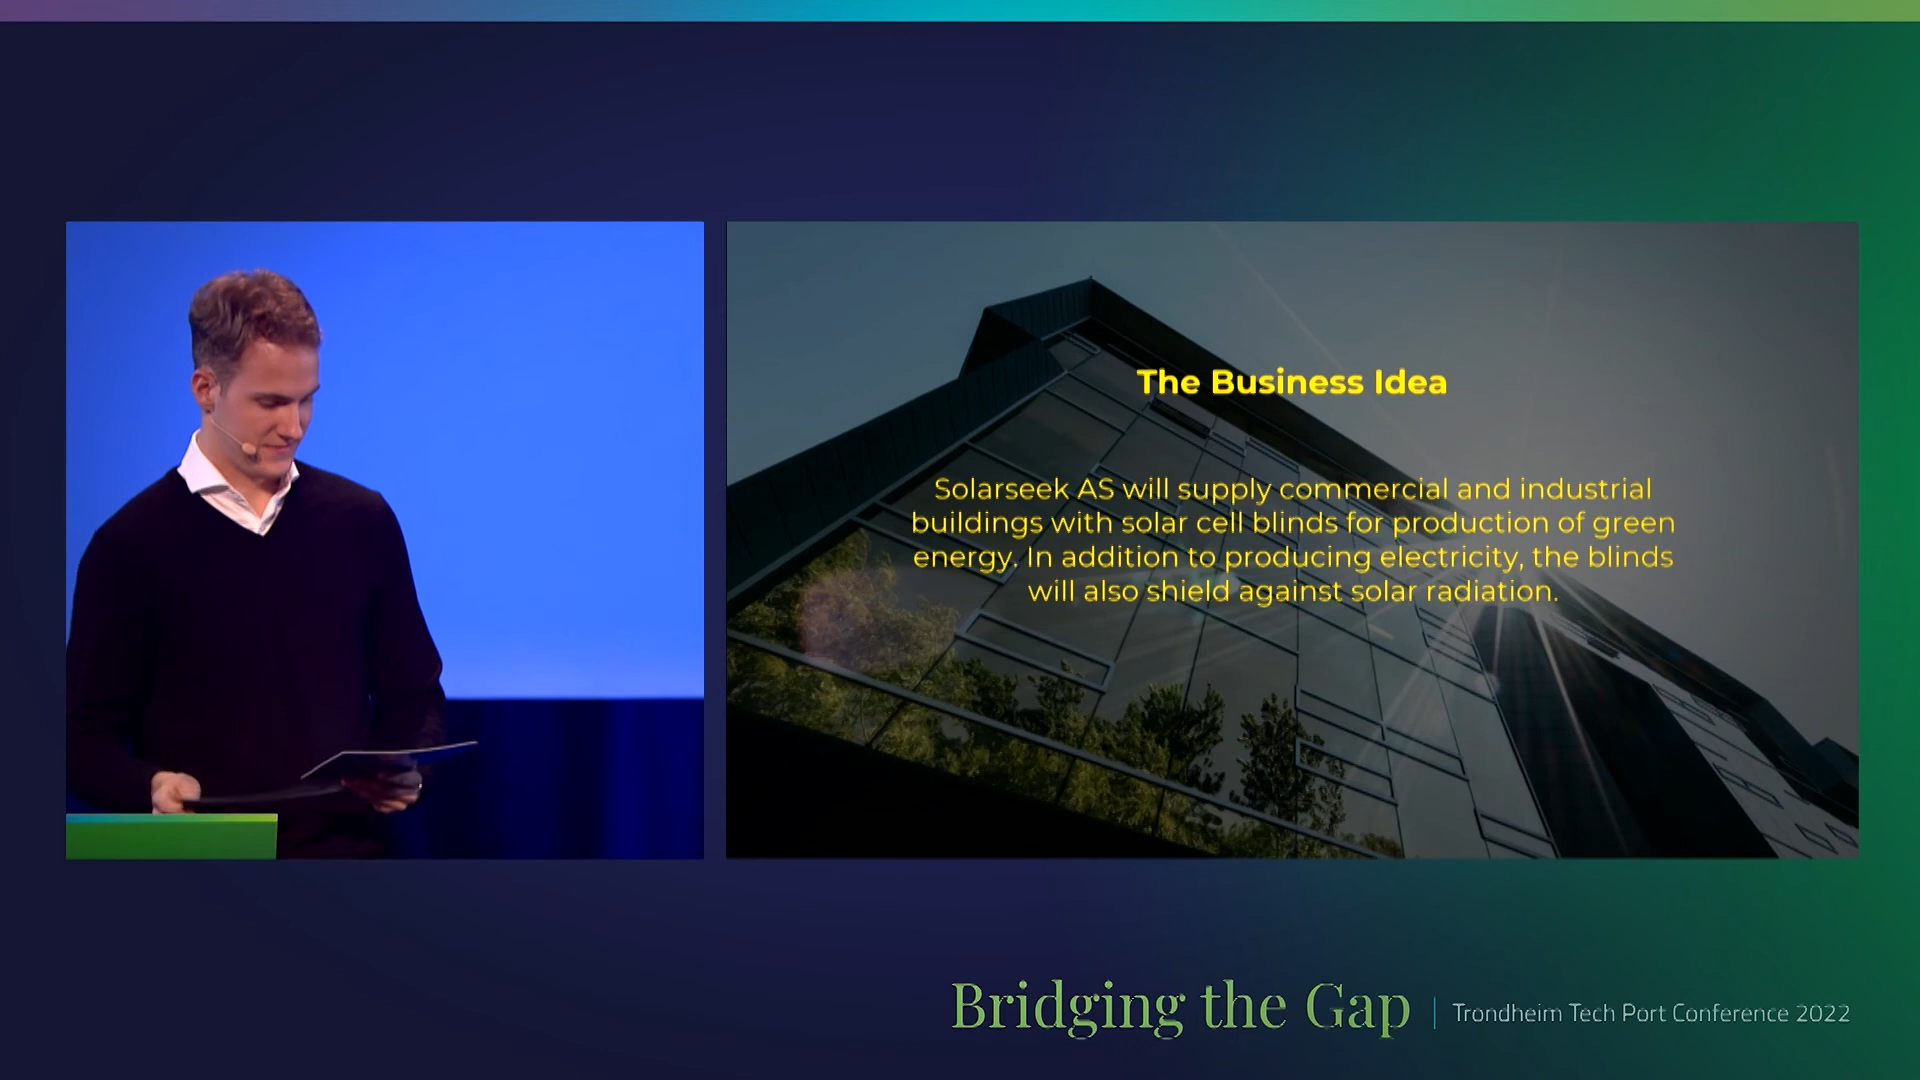 The Business Idea
Solarseek AS will supply commercial and industrial
buildings with solar cell blinds for production of green
energy. In addition to producing electricity, the blinds
will also shield against solar radiation.
Bridging the Gap | Trondheim Tech Port Conference 2022